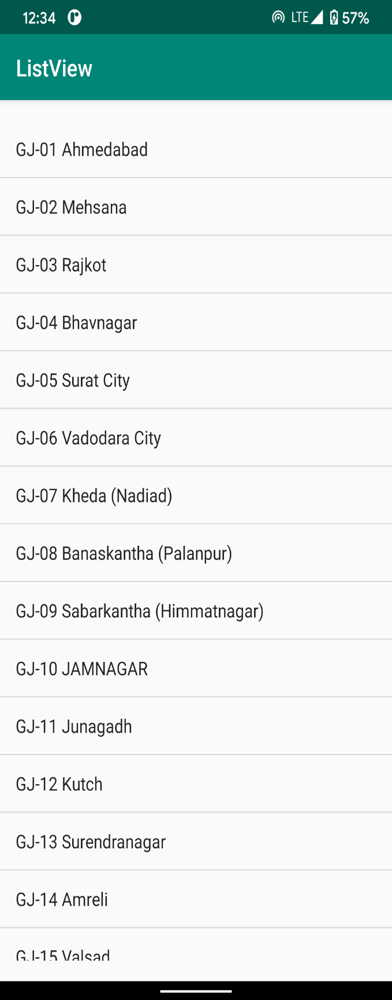 12:34 LTE 57%
ListView
GJ-01 Ahmedabad
GJ-02 Mehsana
GJ-03 Rajkot
GJ-04 Bhavnagar
GJ-05 Surat City
GJ-06 Vadodara City
GJ-07 Kheda (Nadiad)
GJ-08 Banaskantha (Palanpur)
GJ-09 Sabarkantha (Himmatnagar)
GJ-10 JAMNAGAR
GJ-11 Junagadh
GJ-12 Kutch
GJ-13 Surendranagar
GJ-14 Amreli
GJ-15 Valsad